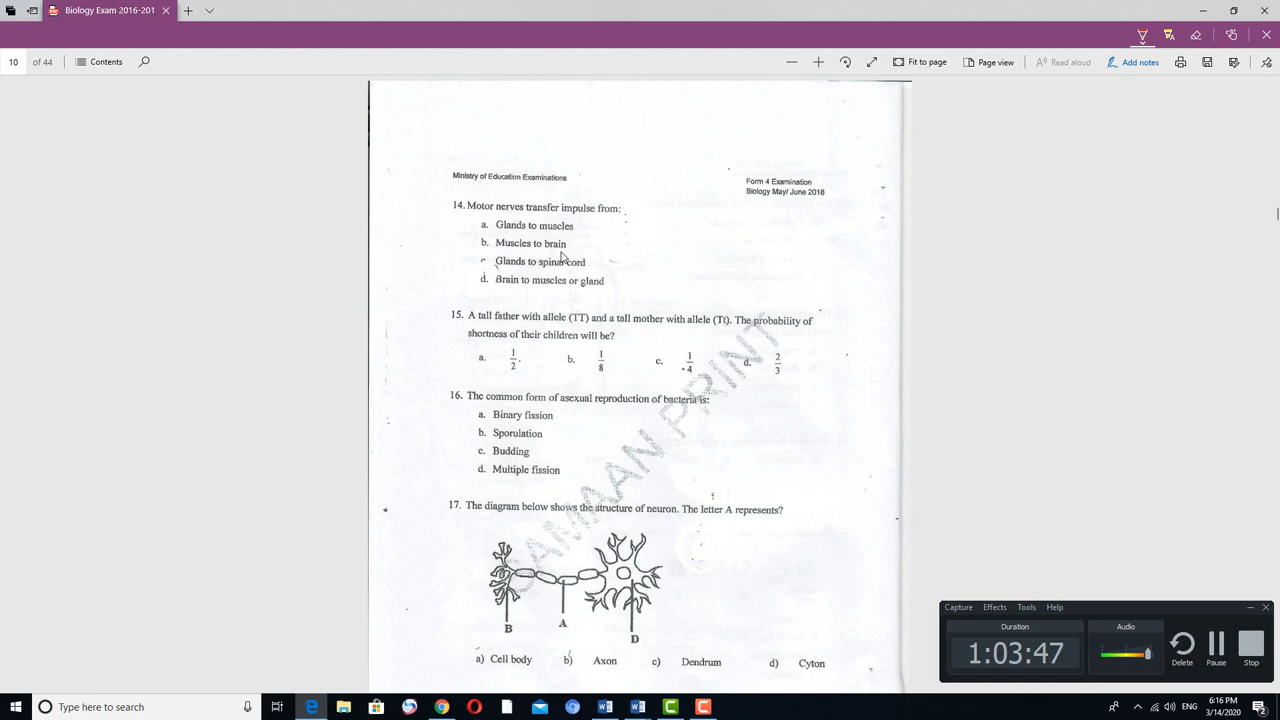 Biology Exam 2016-201
10 of 44 Contents Fit to page Page view Read aloud Add notes
Ministry of Education Examinations
Form 4 Examination
Biology May/ June 2018
14. Motor nerves transfer impulse from:
a. Glands to muscles
b. Muscles to brain
c Glands to spinal cord
d. Brain to muscles or gland
15. A tall father with allele (TT) and a tall mother with allele (Tt). The probability of
shortness of their children will be?
a. 1/2 b. 1/8 c. 1/4 d. 2/3
16. The common form of asexual reproduction of bacteria is:
a. Binary fission
b. Sporulation
c. Budding
d. Multiple fission
17. The diagram below shows the structure of neuron. The letter A represents?
B A D
a) Cell body b) Axon c) Dendrum d) Cyton
SAMAAN PRINT
Capture Effects Tools Help
Duration Audio
1:03:47 Delete Pause Stop
Type here to search
6:16 PM
3/14/2020